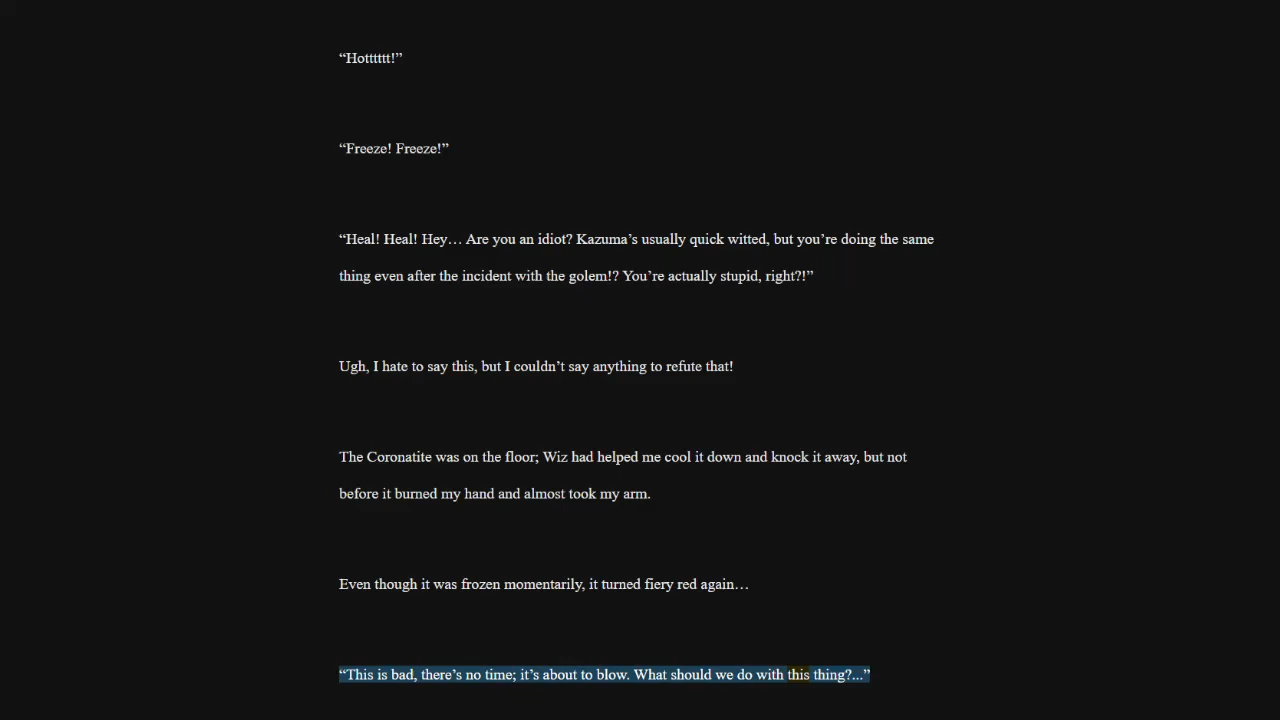 “Hotttttt!”
“Freeze! Freeze!”
“Heal! Heal! Hey… Are you an idiot? Kazuma’s usually quick witted, but you’re doing the same
thing even after the incident with the golem!? You’re actually stupid, right?!”
Ugh, I hate to say this, but I couldn’t say anything to refute that!
The Coronatite was on the floor; Wiz had helped me cool it down and knock it away, but not
before it burned my hand and almost took my arm.
Even though it was frozen momentarily, it turned fiery red again…
“This is bad, there’s no time; it’s about to blow. What should we do with this thing?...”